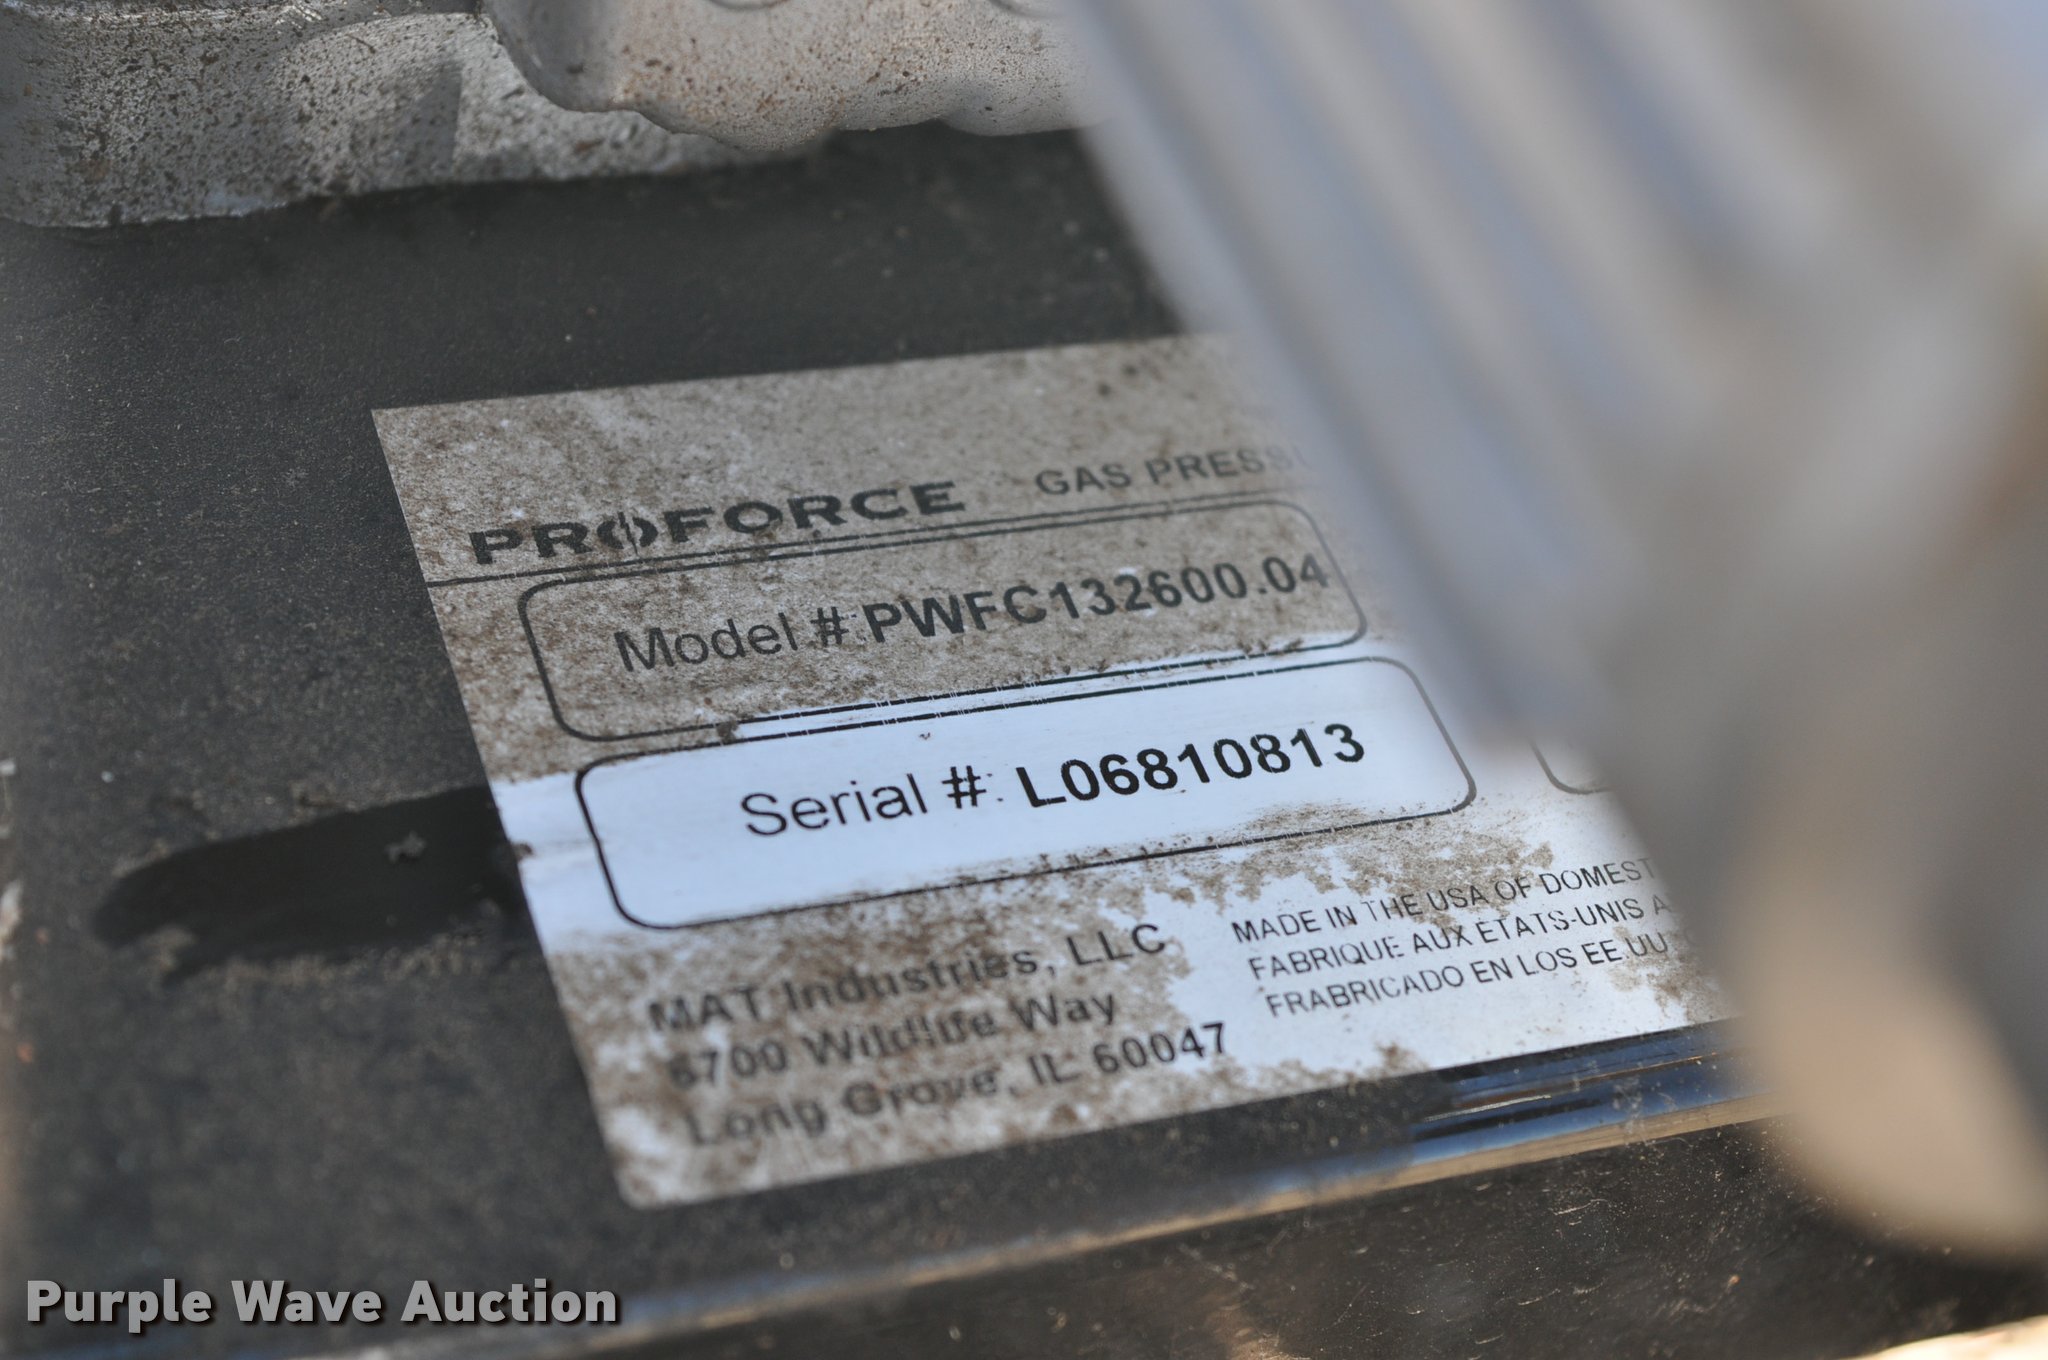 PROFORCE GAS PRESSU
Model #: PWFC132600.04
Serial #: L06810813
MAT Industries, LLC
6700 Wildlife Way
Long Grove, IL 60047
MADE IN THE USA OF DOMEST
FABRIQUE AUX ETATS-UNIS A
FRABRICADO EN LOS EE.UU
Purple Wave Auction